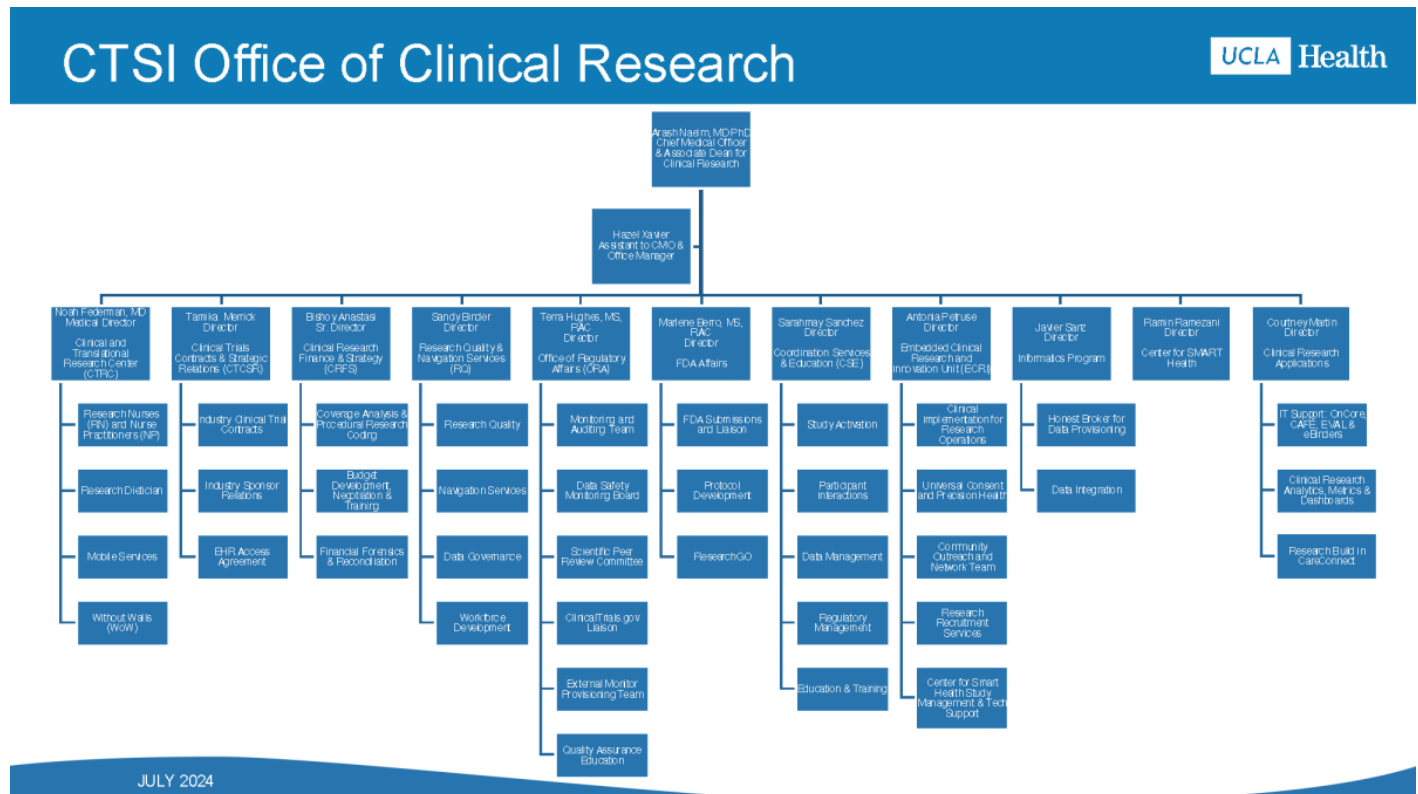 CTSI Office of Clinical Research
UCLA Health
Arash Naeim, MD PhD
Chief Medical Officer
& Associate Dean for
Clinical Research
Hazel Xavier
Assistant to CMO &
Office Manager
Noah Federman, MD
Medical Director
Clinical and
Translational
Research Center
(CTRC)
Research Nurses
(RN) and Nurse
Practitioners (NP)
Research Dietician
Mobile Services
Without Walls
(WoW)
Tamika Merrick
Director
Clinical Trials
Contracts & Strategic
Relations (CTCSR)
Industry Clinical Trial
Contracts
Industry Sponsor
Relations
EHR Access
Agreement
Bishoy Anastasi
Sr. Director
Clinical Research
Finance & Strategy
(CRFS)
Coverage Analysis &
Procedural Research
Coding
Budget
Development,
Negotiation &
Training
Financial Forensics
& Reconciliation
Sandy Binder
Director
Research Quality &
Navigation Services
(RQ)
Research Quality
Navigation Services
Data Governance
Workforce
Development
Terra Hughes, MS,
RAC
Director
Office of Regulatory
Affairs (ORA)
Monitoring and
Auditing Team
Data Safety
Monitoring Board
Scientific Peer
Review Committee
ClinicalTrials.gov
Liaison
External Monitor
Provisioning Team
Quality Assurance
Education
Marlene Berro, MS,
RAC
Director
FDA Affairs
FDA Submissions
and Liaison
Protocol
Development
ResearchGO
Sarahmay Sanchez
Director
Coordination Services
& Education (CSE)
Study Activation
Participant
Interactions
Data Management
Regulatory
Management
Education & Training
Antonia Petruse
Director
Embedded Clinical
Research and
Innovation Unit (ECRI)
Clinical
Implementation for
Research
Operations
Universal Consent
and Precision Health
Community
Outreach and
Network Team
Research
Recruitment
Services
Center for Smart
Health Study
Management & Tech
Support
Javier Sanz
Director
Informatics Program
Honest Broker for
Data Provisioning
Data Integration
Ramin Ramezani
Director
Center for SMART
Health
Courtney Martin
Director
Clinical Research
Applications
IT Support: OnCore,
CAFE, EVAL &
eBinders
Clinical Research
Analytics, Metrics &
Dashboards
Research Build in
CareConnect
JULY 2024